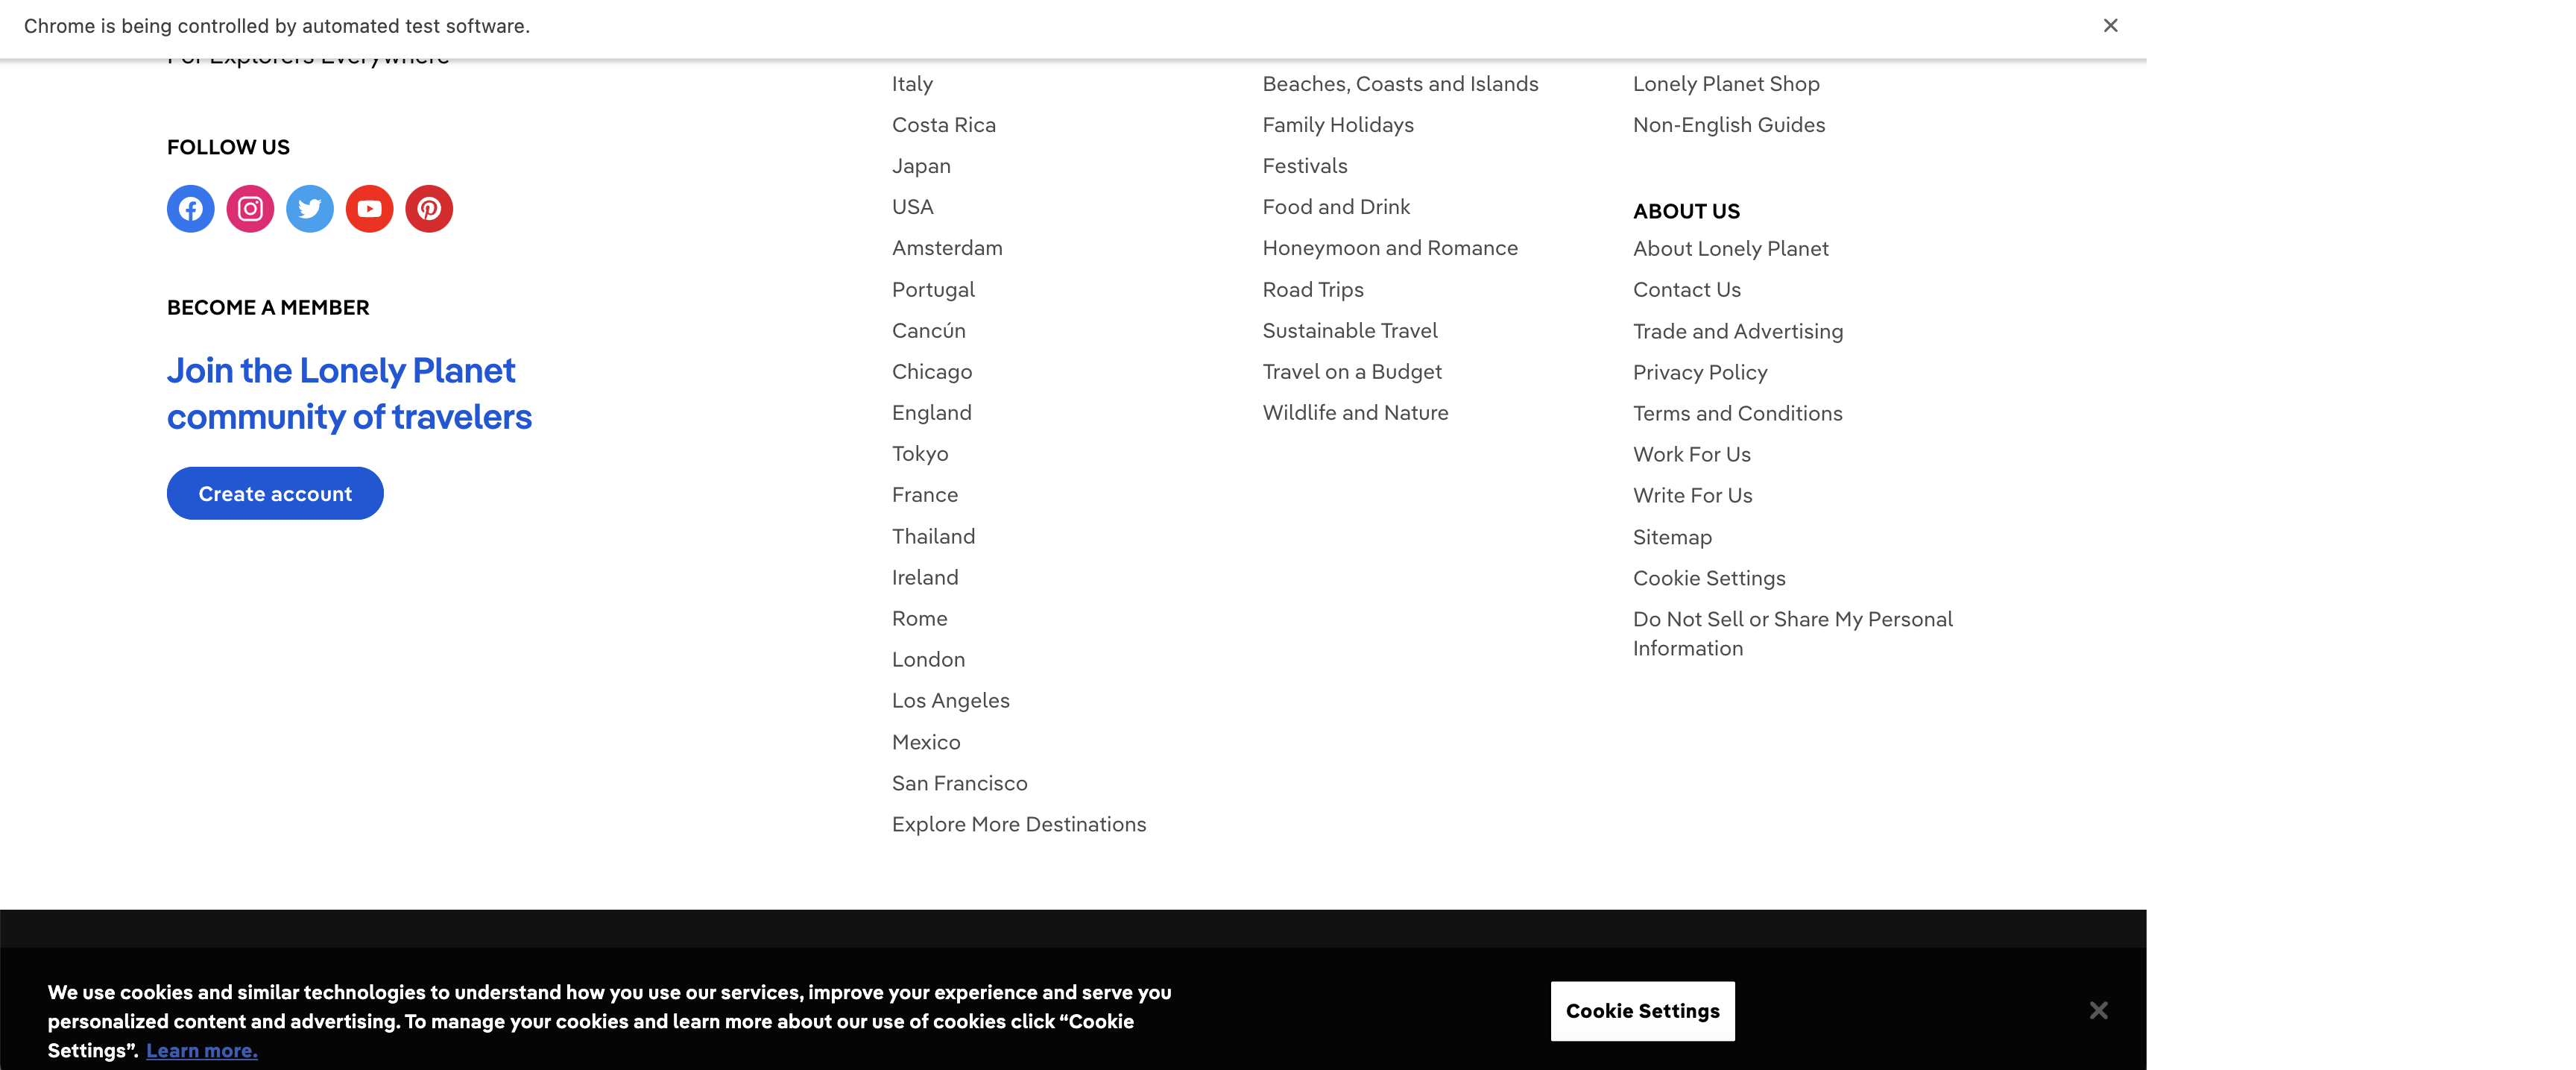 Chrome is being controlled by automated test software.
For Explorers Everywhere
FOLLOW US
BECOME A MEMBER
Join the Lonely Planet
community of travelers
Create account
Italy
Costa Rica
Japan
USA
Amsterdam
Portugal
Cancún
Chicago
England
Tokyo
France
Thailand
Ireland
Rome
London
Los Angeles
Mexico
San Francisco
Explore More Destinations
Beaches, Coasts and Islands
Family Holidays
Festivals
Food and Drink
Honeymoon and Romance
Road Trips
Sustainable Travel
Travel on a Budget
Wildlife and Nature
Lonely Planet Shop
Non-English Guides
ABOUT US
About Lonely Planet
Contact Us
Trade and Advertising
Privacy Policy
Terms and Conditions
Work For Us
Write For Us
Sitemap
Cookie Settings
Do Not Sell or Share My Personal
Information
We use cookies and similar technologies to understand how you use our services, improve your experience and serve you
personalized content and advertising. To manage your cookies and learn more about our use of cookies click “Cookie
Settings”. Learn more.
Cookie Settings